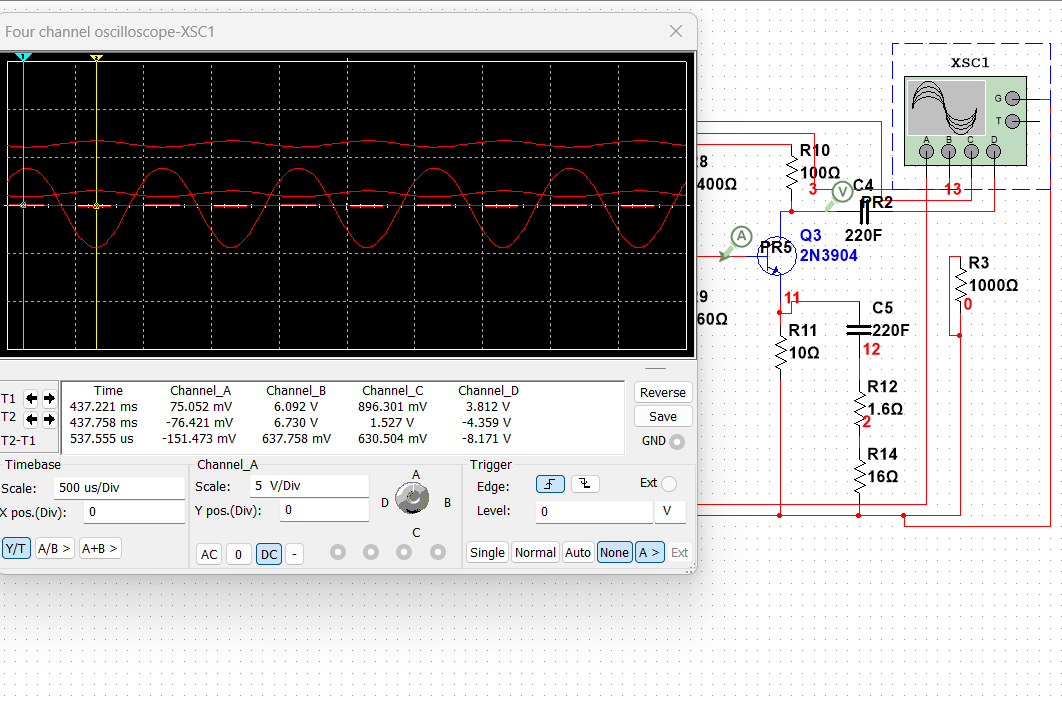 Four channel oscilloscope-XSC1
1
2
XSC1
G
T
A B C D
R10
100Ω
3
V
C4
13
PR2
220F
8
400Ω
A
PR5
Q3
2N3904
R3
1000Ω
0
11
9
60Ω
C5
220F
12
R11
10Ω
R12
1.6Ω
2
R14
16Ω
Time Channel_A Channel_B Channel_C Channel_D
T1 437.221 ms 75.052 mV 6.092 V 896.301 mV 3.812 V
T2 437.758 ms -76.421 mV 6.730 V 1.527 V -4.359 V
T2-T1 537.555 us -151.473 mV 637.758 mV 630.504 mV -8.171 V
Reverse
Save
GND
Timebase
Scale: 500 us/Div
X pos.(Div): 0
Y/T A/B > A+B >
Channel_A
Scale: 5 V/Div
Y pos.(Div): 0
AC 0 DC -
A
D B
C
Trigger
Edge: Ext
Level: 0 V
Single Normal Auto None A > Ext